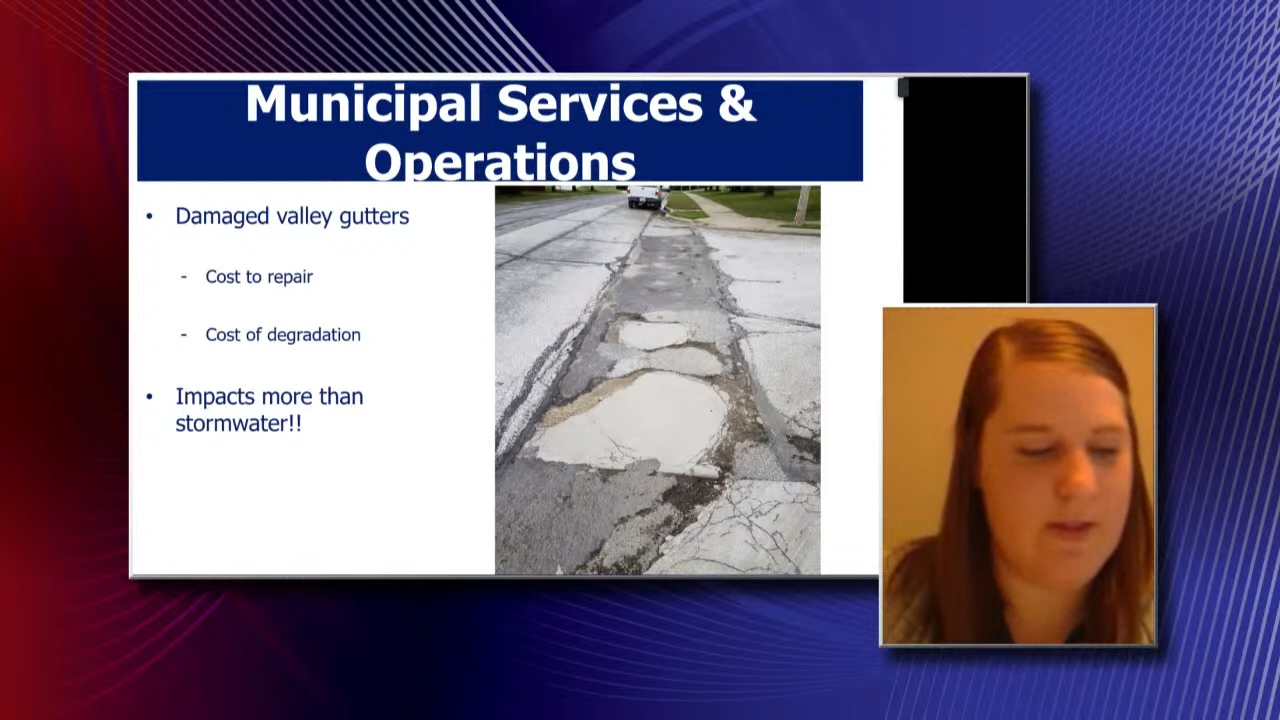 Municipal Services &
Operations
• Damaged valley gutters
- Cost to repair
- Cost of degradation
• Impacts more than
stormwater!!